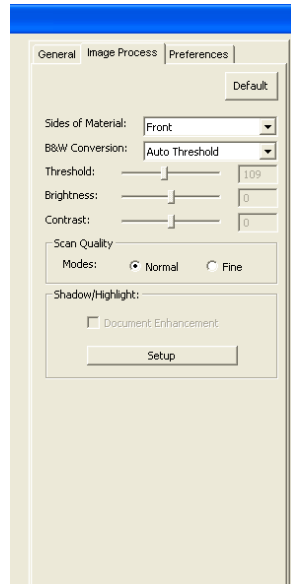 General Image Process Preferences
Default
Sides of Material: Front
B&W Conversion: Auto Threshold
Threshold: 109
Brightness: 0
Contrast: 0
Scan Quality
Modes: Normal Fine
Shadow/Highlight:
Document Enhancement
Setup